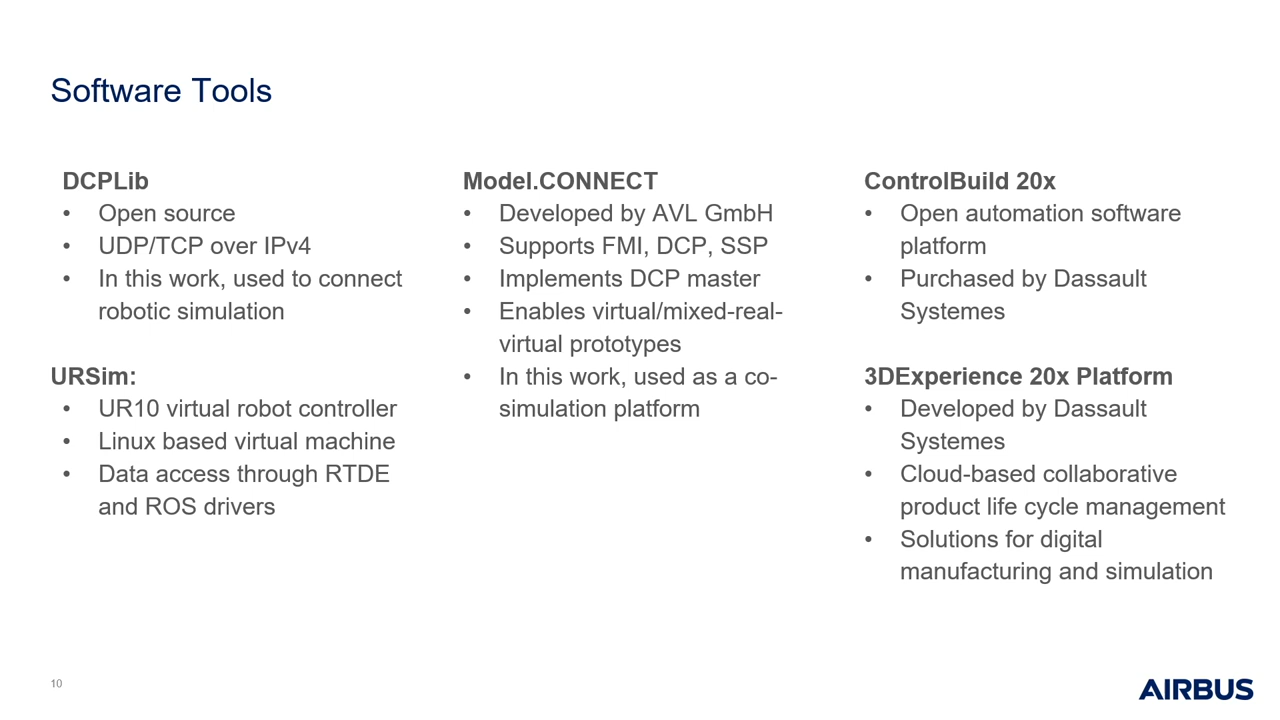 Software Tools
DCPLib
• Open source
• UDP/TCP over IPv4
• In this work, used to connect
robotic simulation
URSim:
• UR10 virtual robot controller
• Linux based virtual machine
• Data access through RTDE
and ROS drivers
Model.CONNECT
• Developed by AVL GmbH
• Supports FMI, DCP, SSP
• Implements DCP master
• Enables virtual/mixed-real-
virtual prototypes
• In this work, used as a co-
simulation platform
ControlBuild 20x
• Open automation software
platform
• Purchased by Dassault
Systemes
3DExperience 20x Platform
• Developed by Dassault
Systemes
• Cloud-based collaborative
product life cycle management
• Solutions for digital
manufacturing and simulation
10
AIRBUS